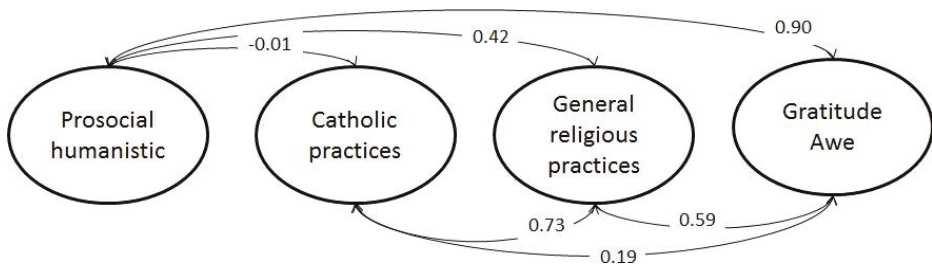 0.90
0.42
-0.01
Prosocial
humanistic
Catholic
practices
General
religious
practices
Gratitude
Awe
0.73
0.59
0.19